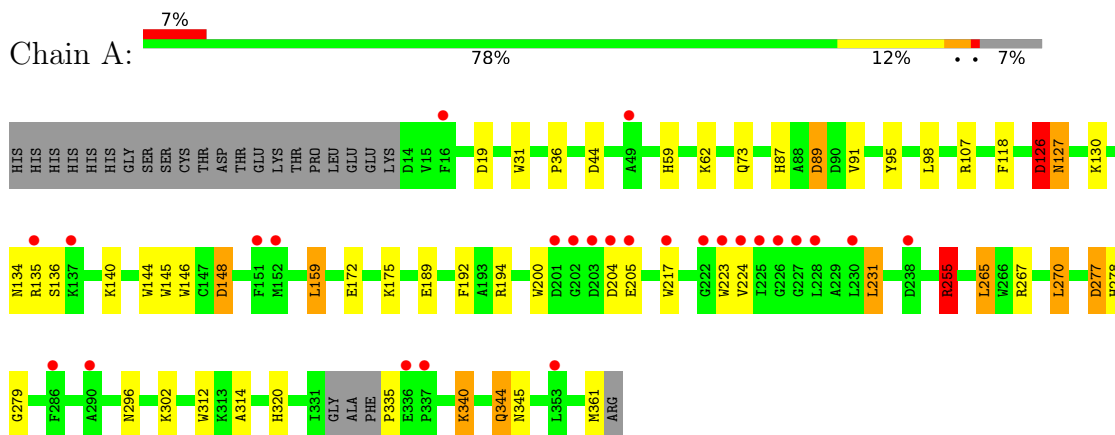 7%
Chain A:
78% 12% . . 7%
HIS HIS HIS HIS HIS HIS GLY SER SER CYS THR ASP THR GLU LYS THR PRO LEU GLU GLU LYS D14 V15 F16 D19 W31 P36 D44 A49 H59 K62 Q73 H87 A88 D89 D90 V91 Y95 L98 R107 F118 D126 N127 K130
N134 R135 S136 K137 K140 W144 W145 W146 C147 D148 F151 M152 L159 E172 K175 E189 F192 A193 R194 W200 D201 G202 D203 D204 E205 W217 G222 W223 V224 I225 G226 G227 L228 A229 L230 L231 D238 R255 L265 W266 R267 L270 D277 H278
G279 F286 A290 N296 K302 W312 K313 A314 H320 I331 GLY ALA PHE P335 E336 P337 K340 Q344 N345 L353 M361 ARG